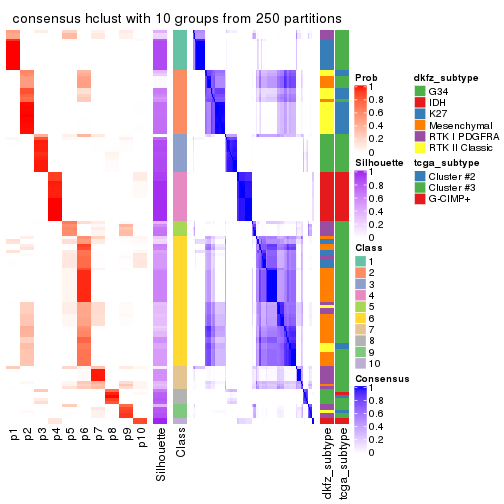 consensus hclust with 10 groups from 250 partitions
Prob
1
0.8
0.6
0.4
0.2
0
Silhouette
1
0.8
0.6
0.4
0.2
0
Class
1
2
3
4
5
6
7
8
9
10
Consensus
1
0.8
0.6
0.4
0.2
0
dkfz_subtype
G34
IDH
K27
Mesenchymal
RTK I PDGFRA
RTK II Classic
tcga_subtype
Cluster #2
Cluster #3
G-CIMP+
p1
p2
p3
p4
p5
p6
p7
p8
p9
p10
Silhouette
Class
dkfz_subtype
tcga_subtype